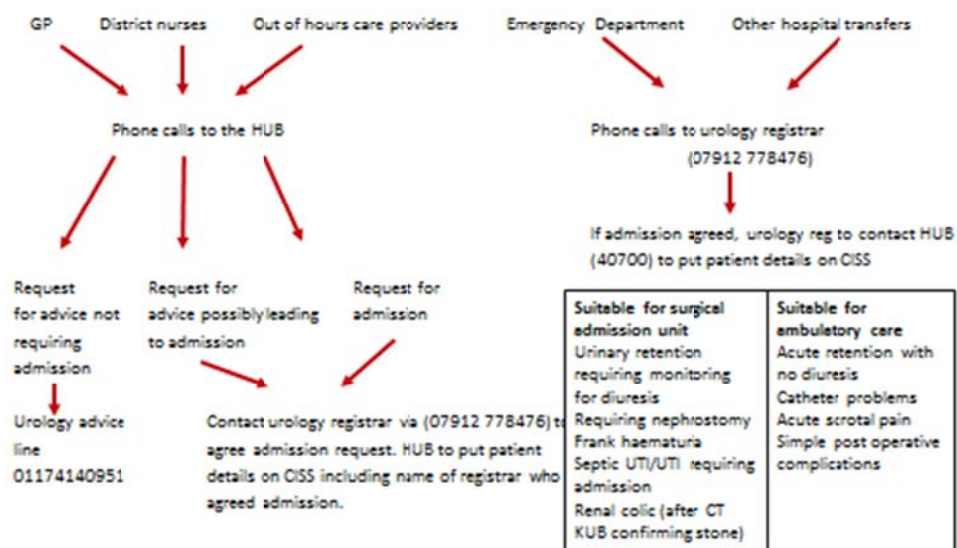 GP
District nurses
Out of hours care providers
Emergency Department
Other hospital transfers
Phone calls to the HUB
Phone calls to urology registrar
(07912 778476)
If admission agreed, urology reg to contact HUB
(40700) to put patient details on CISS
Request
for advice not
requiring
admission
Request for
advice possibly leading
to admission
Request for
admission
Urology advice
line
01174140951
Contact urology registrar via (07912 778476) to
agree admission request. HUB to put patient
details on CISS including name of registrar who
agreed admission.
Suitable for surgical
admission unit
Urinary retention
requiring monitoring
for diuresis
Requiring nephrostomy
Frank haematuria
Septic UTI/UTI requiring
admission
Renal colic (after CT
KUB confirming stone)
Suitable for
ambulatory care
Acute retention with
no diuresis
Catheter problems
Acute scrotal pain
Simple post operative
complications